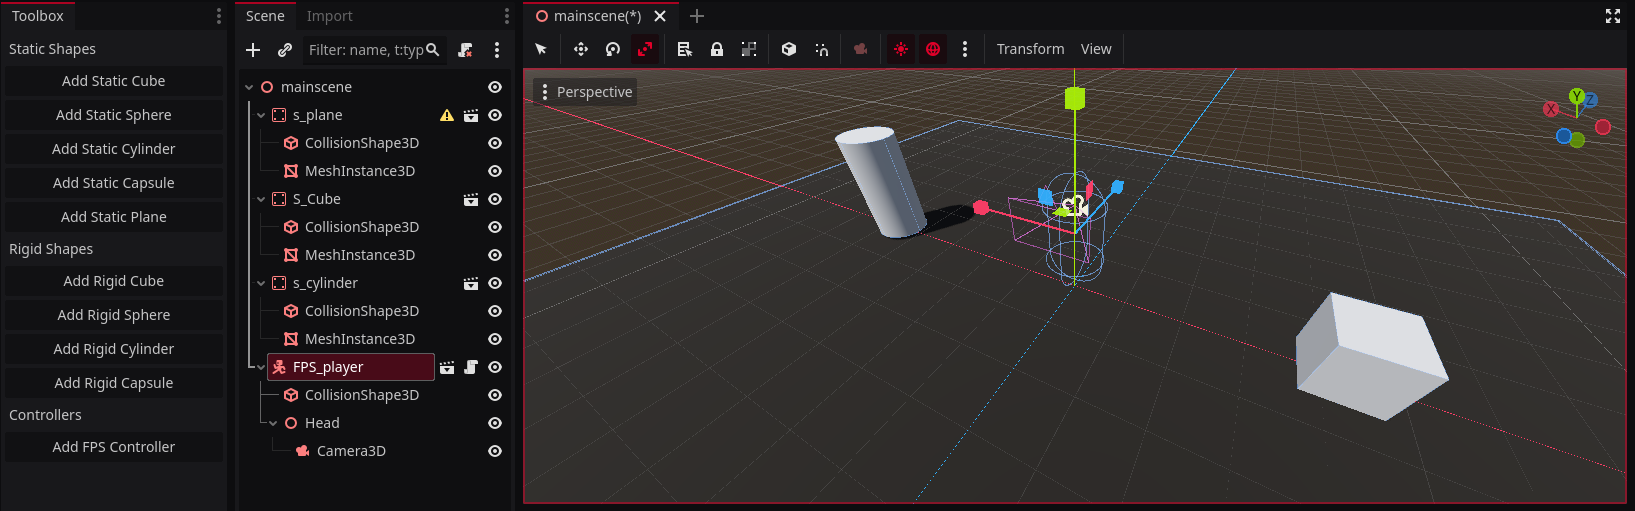 Toolbox
Static Shapes
Add Static Cube
Add Static Sphere
Add Static Cylinder
Add Static Capsule
Add Static Plane
Rigid Shapes
Add Rigid Cube
Add Rigid Sphere
Add Rigid Cylinder
Add Rigid Capsule
Controllers
Add FPS Controller
Scene Import
Filter: name, t:typ
mainscene
s_plane
CollisionShape3D
MeshInstance3D
S_Cube
CollisionShape3D
MeshInstance3D
s_cylinder
CollisionShape3D
MeshInstance3D
FPS_player
CollisionShape3D
Head
Camera3D
mainscene(*)
Transform View
Perspective
Y
X
Z